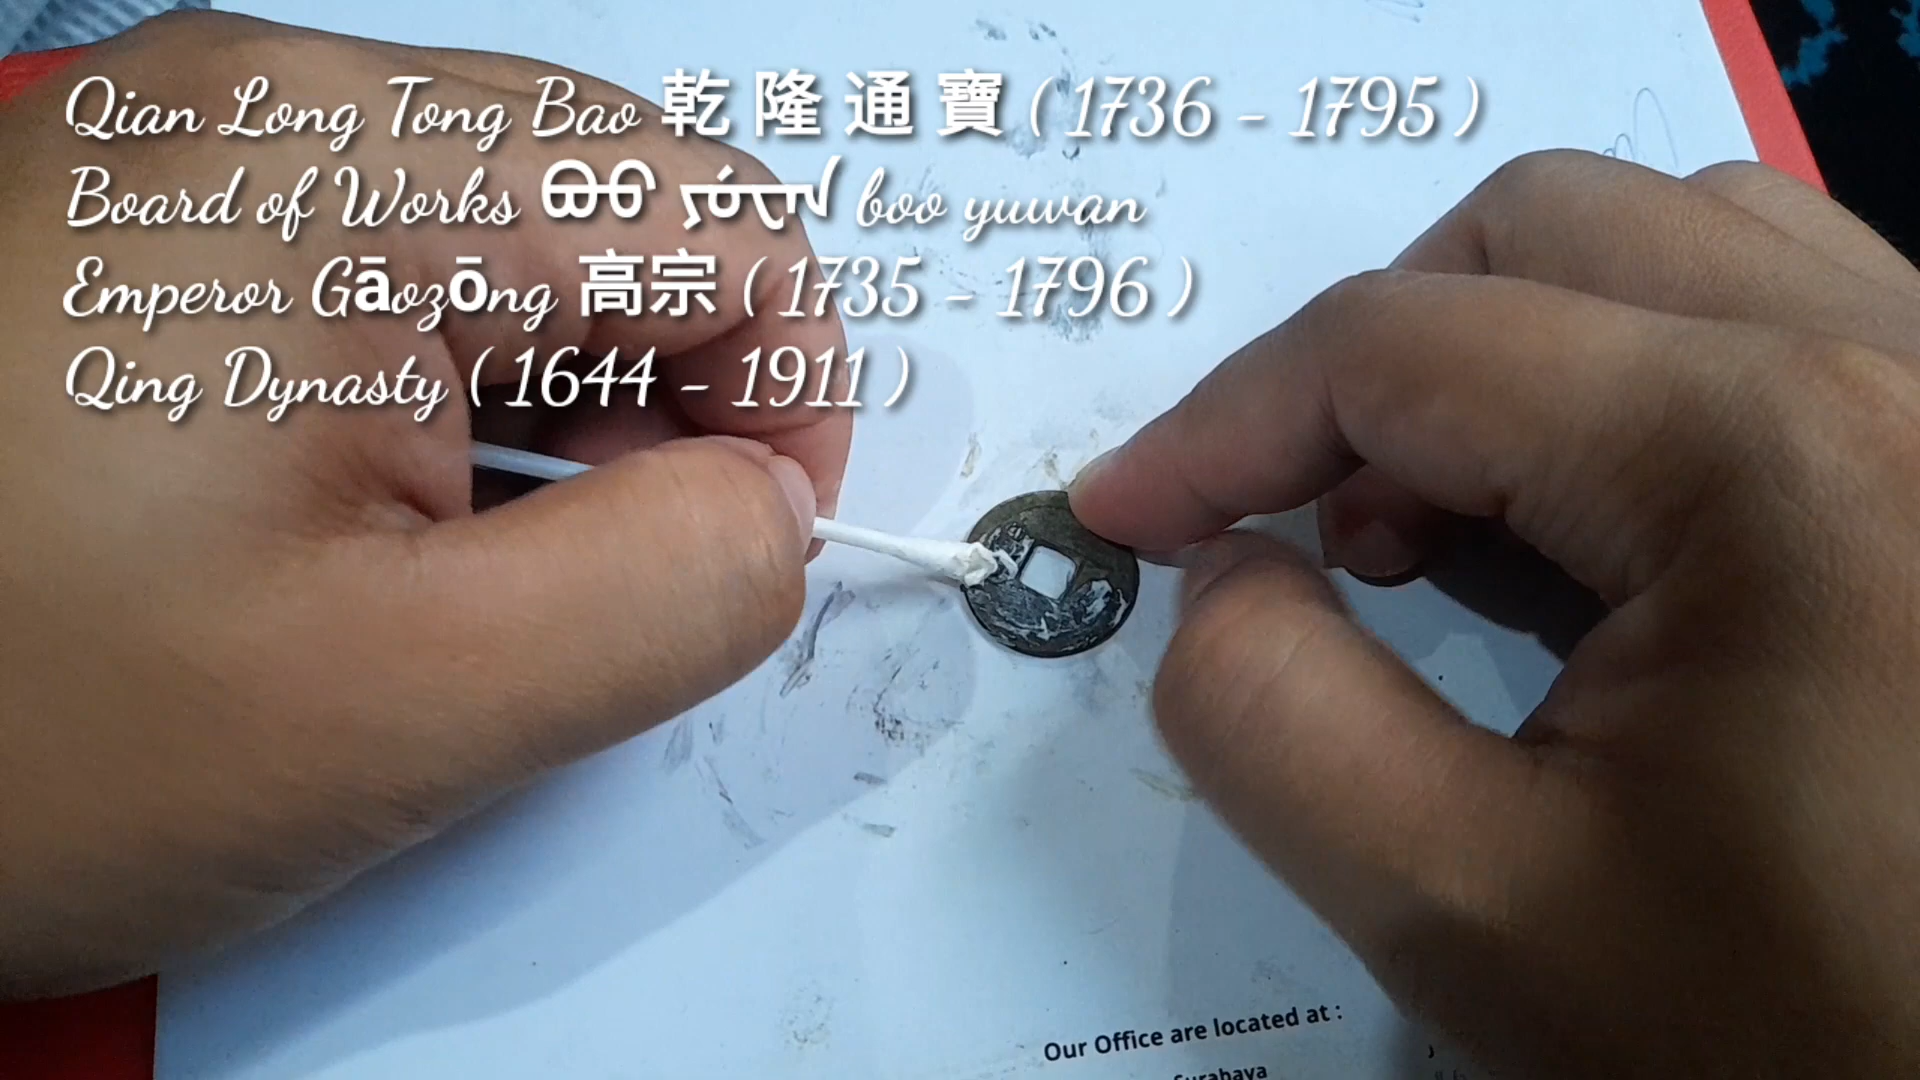 Qian Long Tong Bao 乾 隆 通 寶 ( 1736 - 1795 )
Board of Works ᠪᠣᠣ ᠶᡠᠸᠠᠨ boo yuwan
Emperor Gāozōng 高宗 ( 1735 - 1796 )
Qing Dynasty ( 1644 - 1911 )
Our Office are located at :
Surabaya